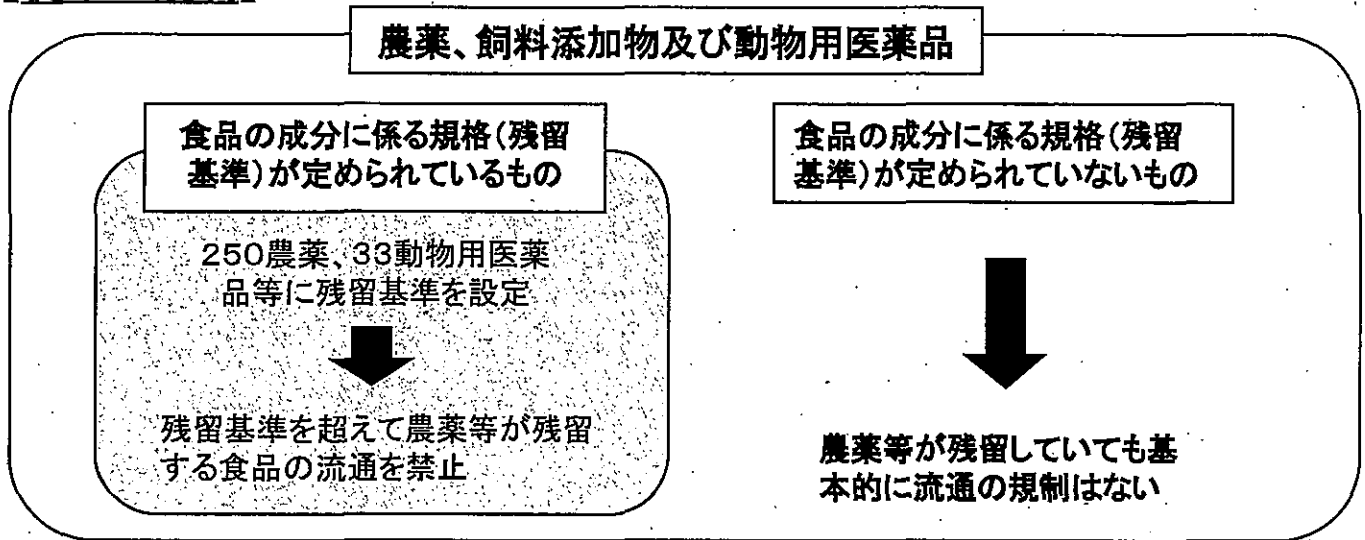 農薬、飼料添加物及び動物用医薬品
食品の成分に係る規格(残留
基準)が定められているもの
250農薬、33動物用医薬
品等に残留基準を設定
残留基準を超えて農薬等が残留
する食品の流通を禁止
食品の成分に係る規格(残留
基準)が定められていないもの
農薬等が残留していても基
本的に流通の規制はない